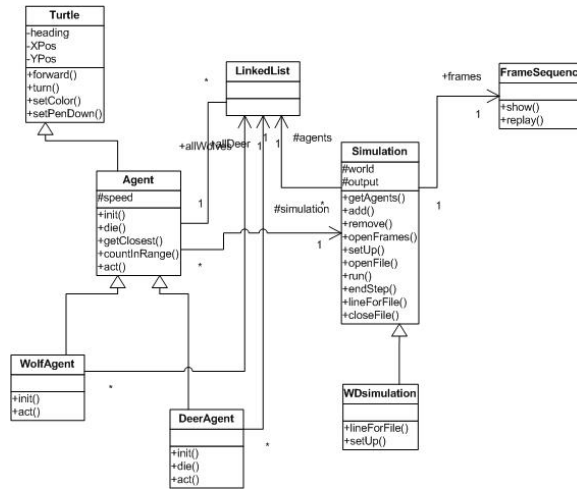 Turtle
-heading
-XPos
-YPos
+forward()
+turn()
+setColor()
+setPenDown()
LinkedList
*
+allWolves
+allDeer
1
1
1
#agents
+frames
1
FrameSequenc
+show()
+replay()
Agent
#speed
+init()
+die()
+getClosest()
+countInRange()
+act()
1
*
#simulation
1
*
1
Simulation
#world
#output
+getAgents()
+add()
+remove()
+openFrames()
+setUp()
+openFile()
+run()
+endStep()
+lineForFile()
+closeFile()
WolfAgent
+init()
+act()
*
DeerAgent
+init()
+die()
+act()
*
WDsimulation
+lineForFile()
+setUp()